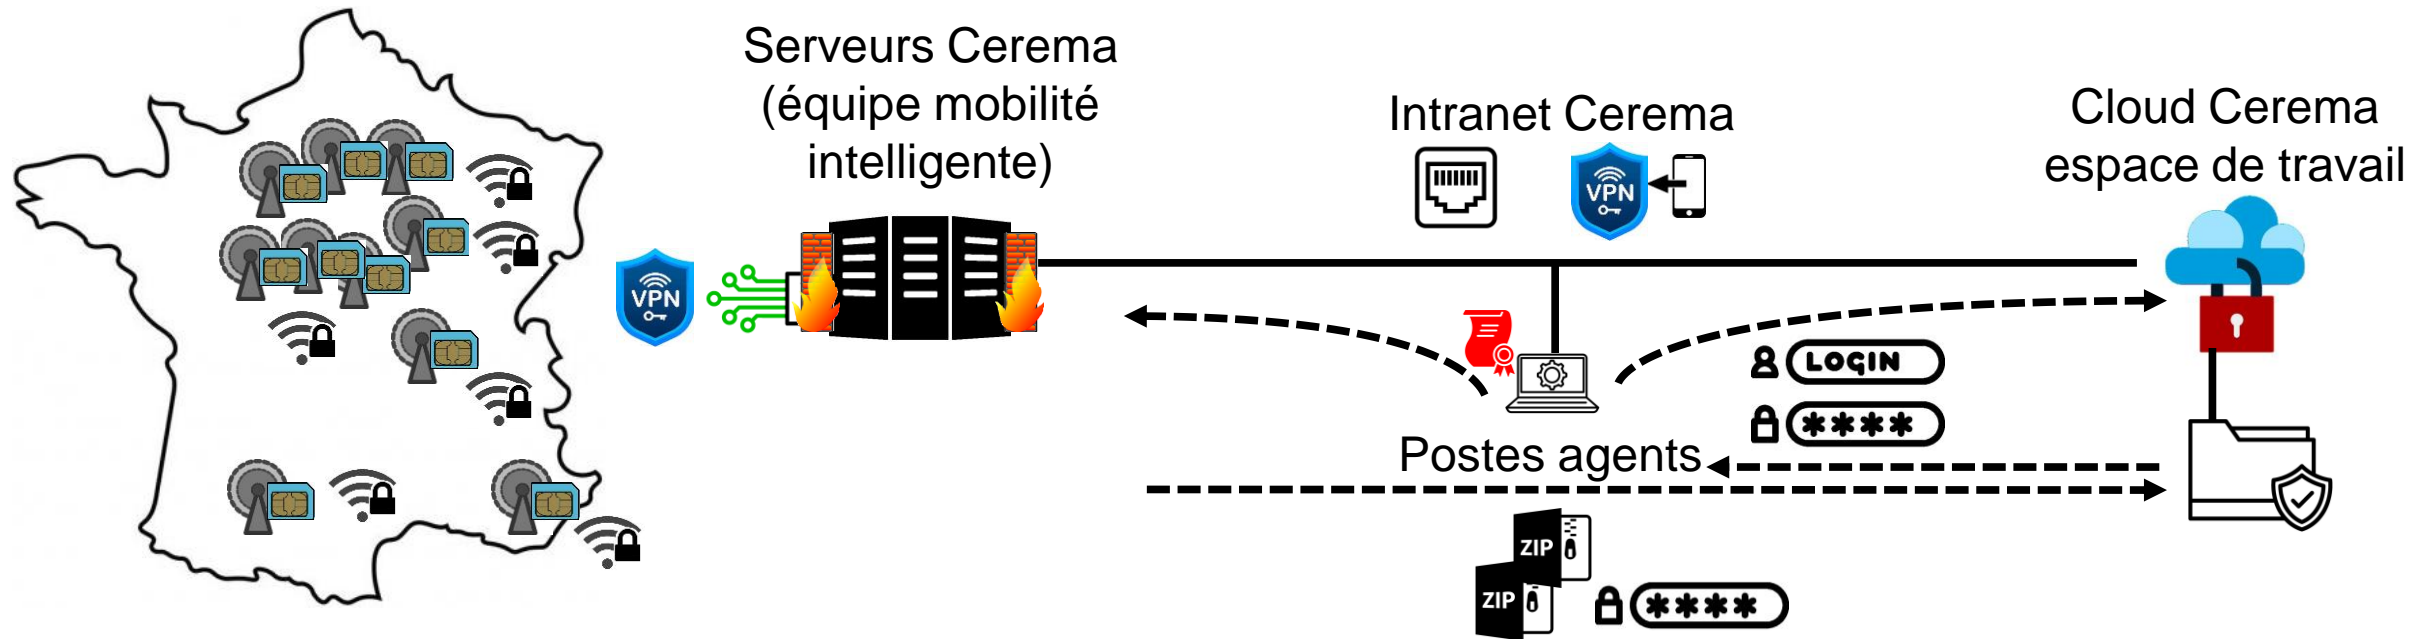 Serveurs Cerema
(équipe mobilité
intelligente)
Intranet Cerema
Cloud Cerema
espace de travail
VPN
VPN
LOGIN
****
Postes agents
ZIP
ZIP
****